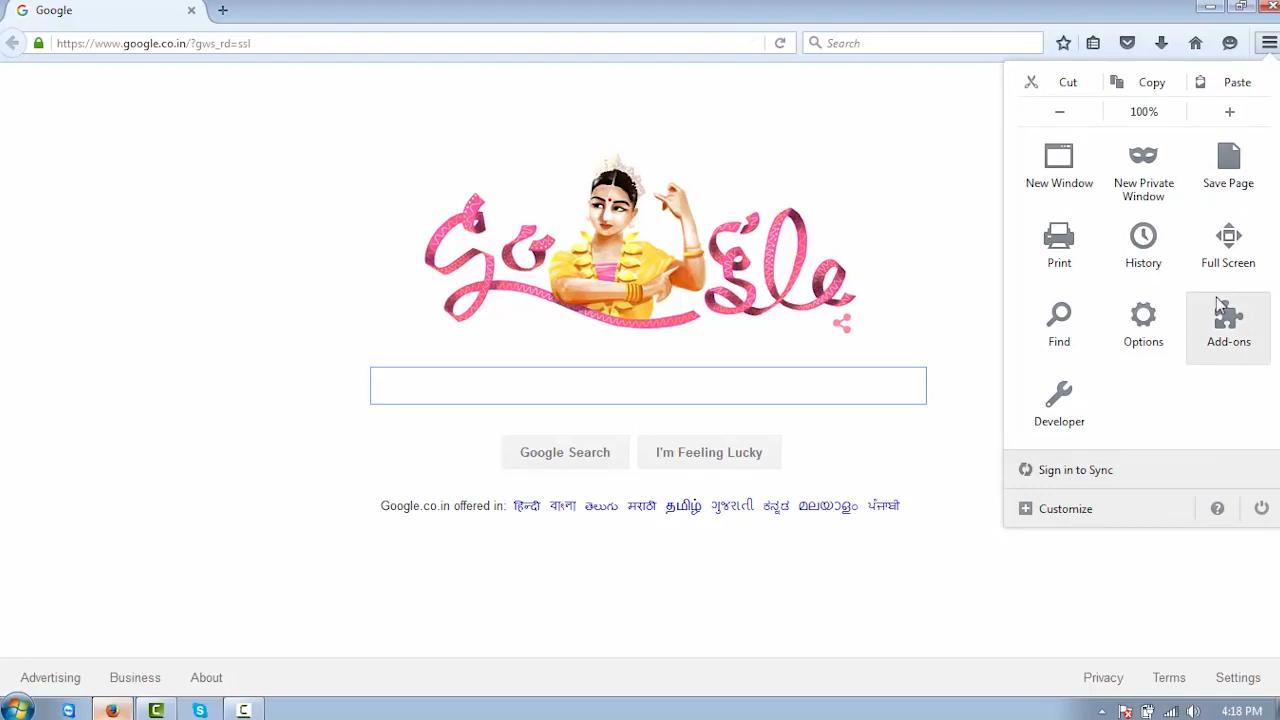 Google
https://www.google.co.in/?gws_rd=ssl
Search
Cut
Copy
Paste
100%
New Window
New Private
Window
Save Page
Print
History
Full Screen
Find
Options
Add-ons
Developer
Sign in to Sync
Customize
Google
Google Search
I'm Feeling Lucky
Google.co.in offered in: हिन्दी বাংলা తెలుగు मराठी தமிழ் ગુજરાતી ಕನ್ನಡ മലയാളം ਪੰਜਾਬੀ
Advertising
Business
About
Privacy
Terms
Settings
4:18 PM